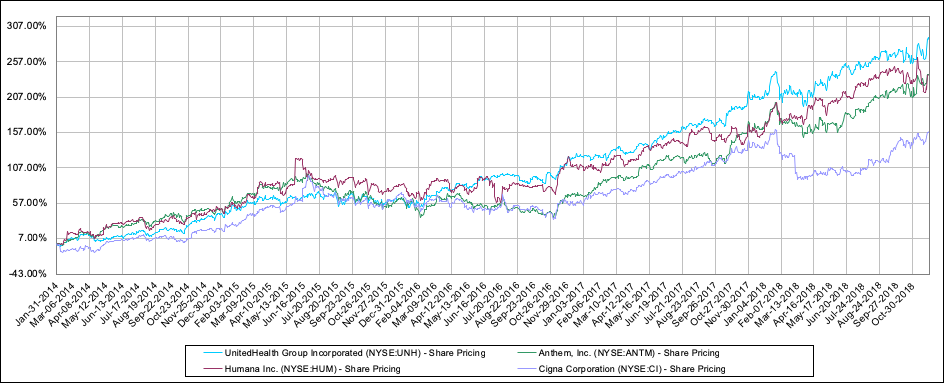 307.00%
257.00%
207.00%
157.00%
107.00%
57.00%
7.00%
-43.00%
Jan-31-2014
Mar-06-2014
Apr-08-2014
May-12-2014
Jun-13-2014
Jul-17-2014
Aug-19-2014
Sep-22-2014
Oct-23-2014
Nov-25-2014
Dec-30-2014
Feb-03-2015
Mar-09-2015
Apr-10-2015
May-13-2015
Jun-16-2015
Jul-20-2015
Aug-20-2015
Sep-23-2015
Oct-26-2015
Nov-27-2015
Dec-31-2015
Feb-04-2016
Mar-09-2016
Apr-12-2016
May-13-2016
Jun-16-2016
Jul-20-2016
Aug-22-2016
Sep-23-2016
Oct-26-2016
Nov-29-2016
Jan-03-2017
Feb-06-2017
Mar-10-2017
Apr-12-2017
May-17-2017
Jun-20-2017
Jul-21-2017
Aug-23-2017
Sep-26-2017
Oct-27-2017
Nov-30-2017
Jan-04-2018
Feb-07-2018
Mar-13-2018
Apr-16-2018
May-17-2018
Jun-20-2018
Jul-24-2018
Aug-24-2018
Sep-27-2018
Oct-30-2018
UnitedHealth Group Incorporated (NYSE:UNH) - Share Pricing
Anthem, Inc. (NYSE:ANTM) - Share Pricing
Humana Inc. (NYSE:HUM) - Share Pricing
Cigna Corporation (NYSE:CI) - Share Pricing